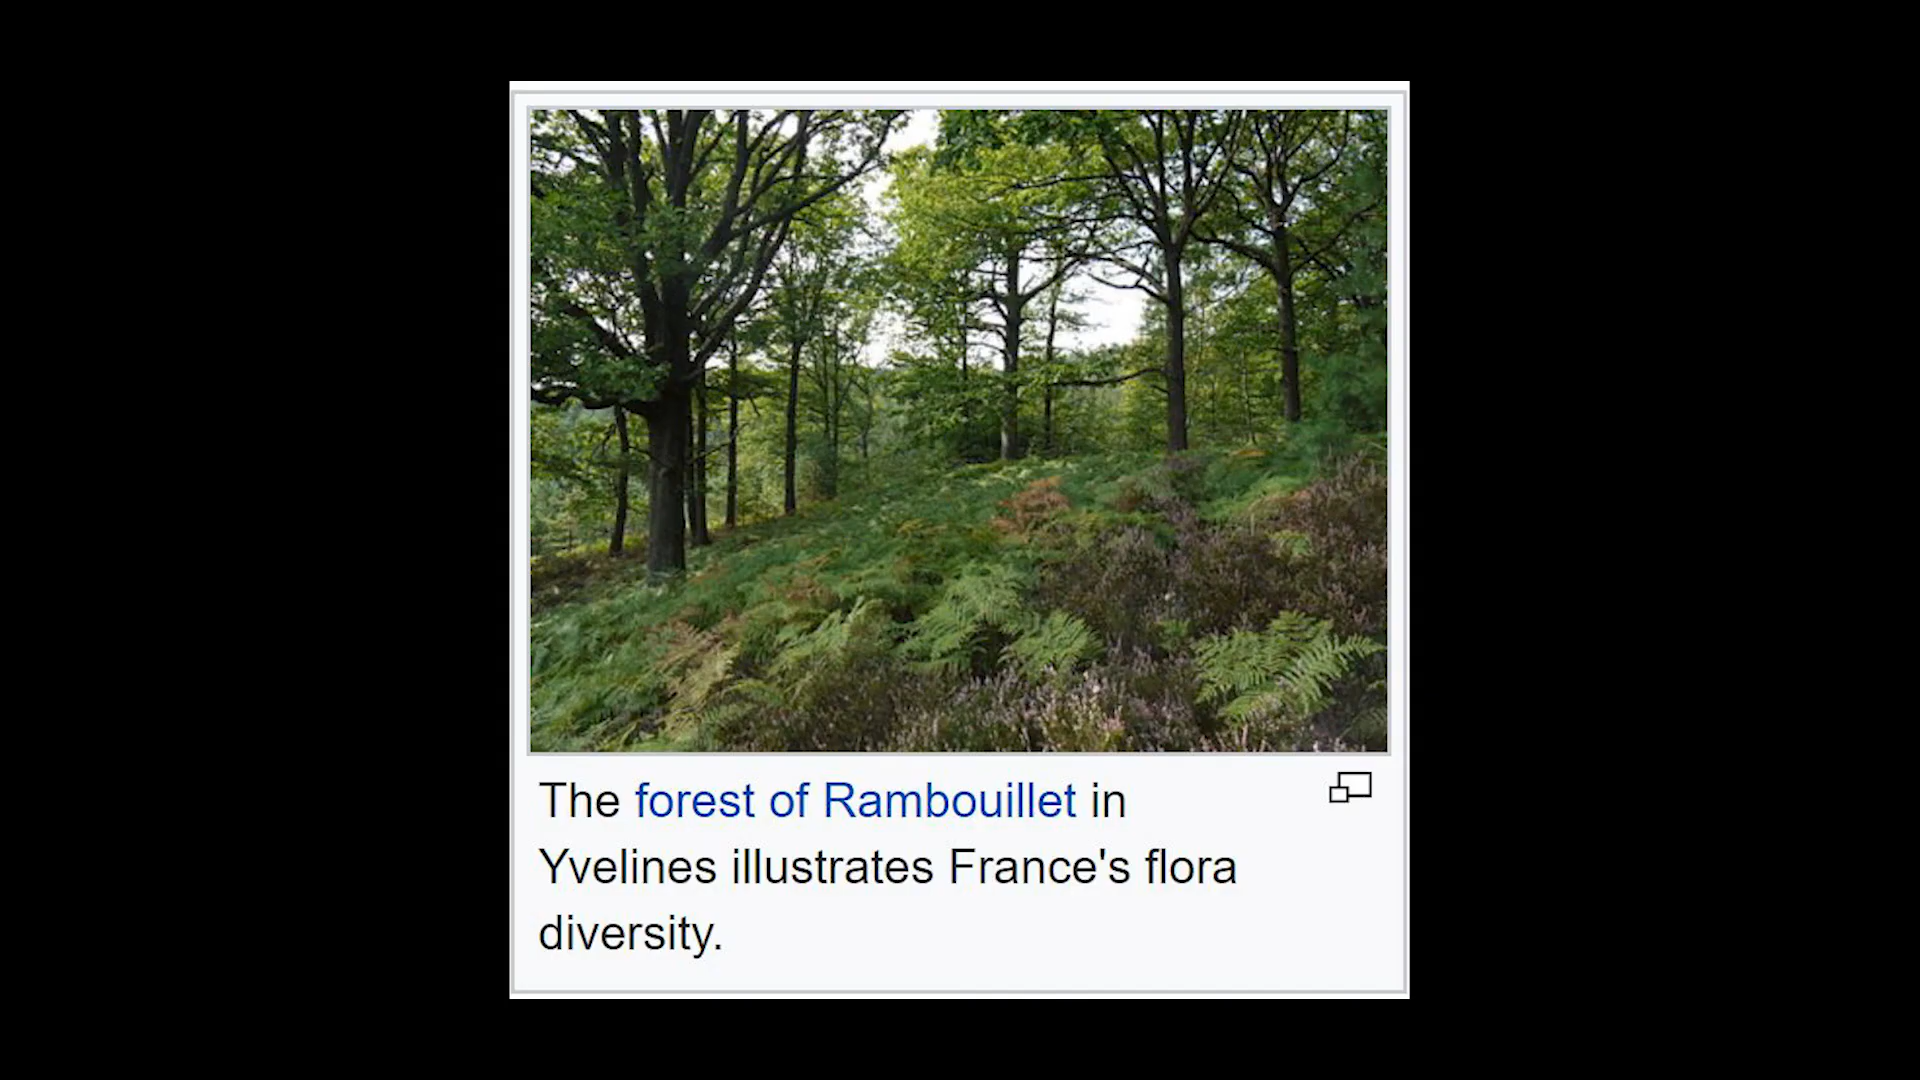 The forest of Rambouillet in
Yvelines illustrates France's flora
diversity.